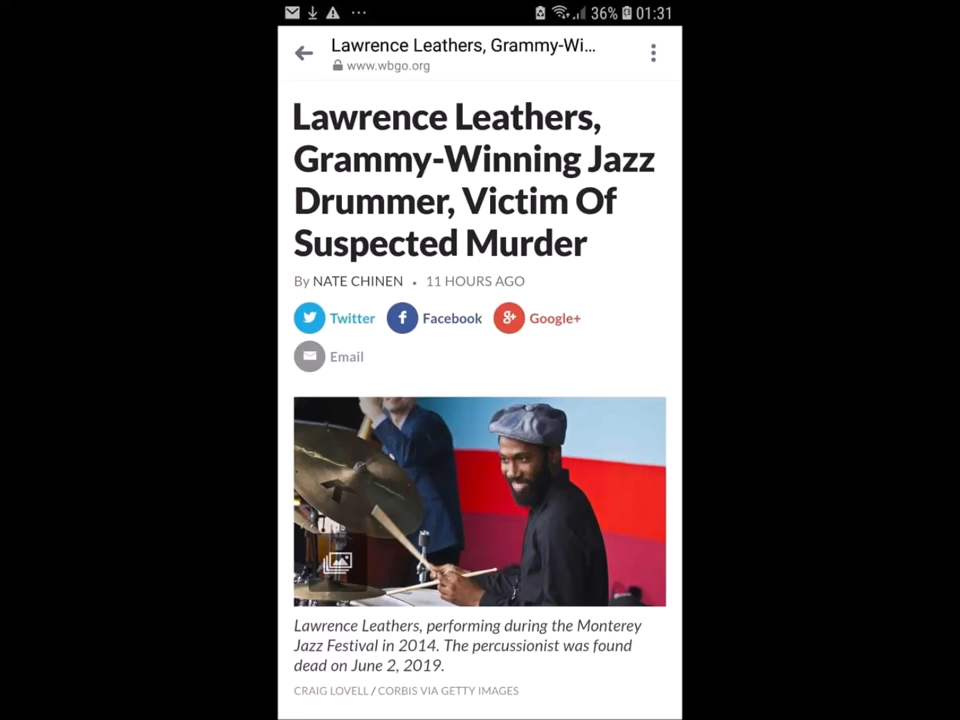 36% 01:31
Lawrence Leathers, Grammy-Wi...
www.wbgo.org
Lawrence Leathers,
Grammy-Winning Jazz
Drummer, Victim Of
Suspected Murder
By NATE CHINEN • 11 HOURS AGO
Twitter Facebook Google+
Email
Lawrence Leathers, performing during the Monterey
Jazz Festival in 2014. The percussionist was found
dead on June 2, 2019.
CRAIG LOVELL / CORBIS VIA GETTY IMAGES